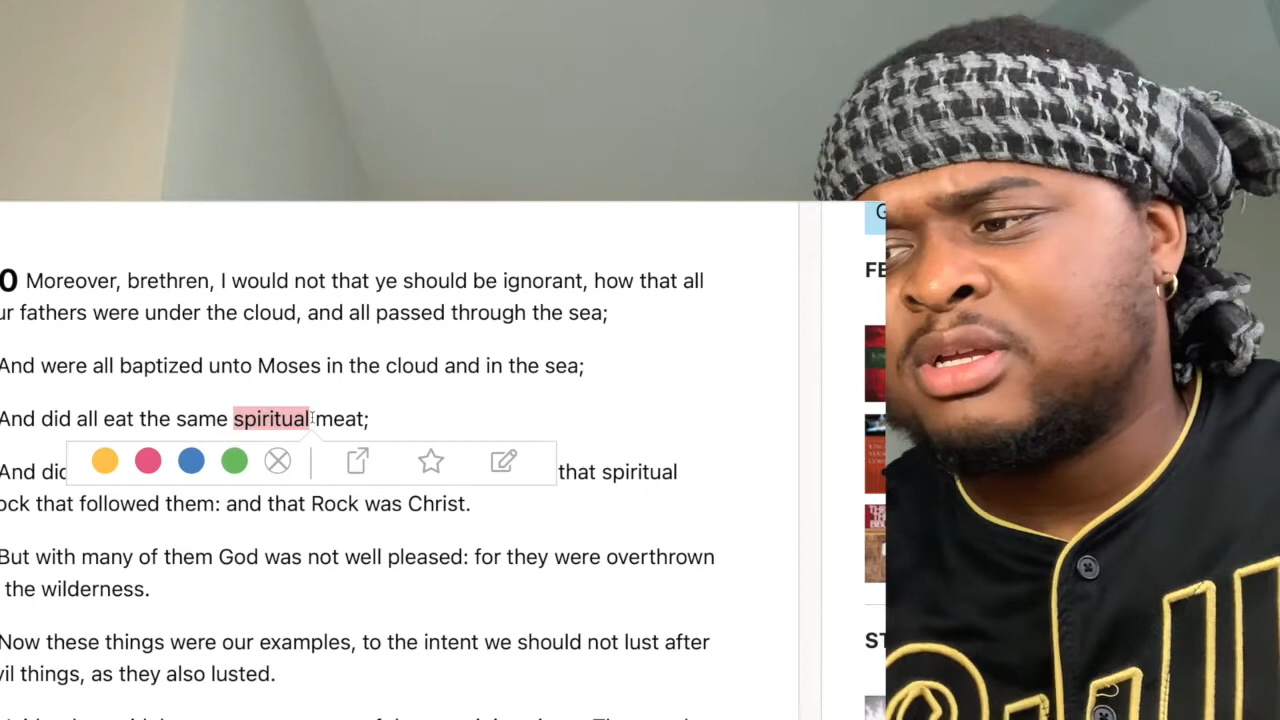 0 Moreover, brethren, I would not that ye should be ignorant, how that all
ur fathers were under the cloud, and all passed through the sea;
And were all baptized unto Moses in the cloud and in the sea;
And did all eat the same spiritual meat;
And did that spiritual
ock that followed them: and that Rock was Christ.
But with many of them God was not well pleased: for they were overthrown
the wilderness.
Now these things were our examples, to the intent we should not lust after
vil things, as they also lusted.
FE
ST